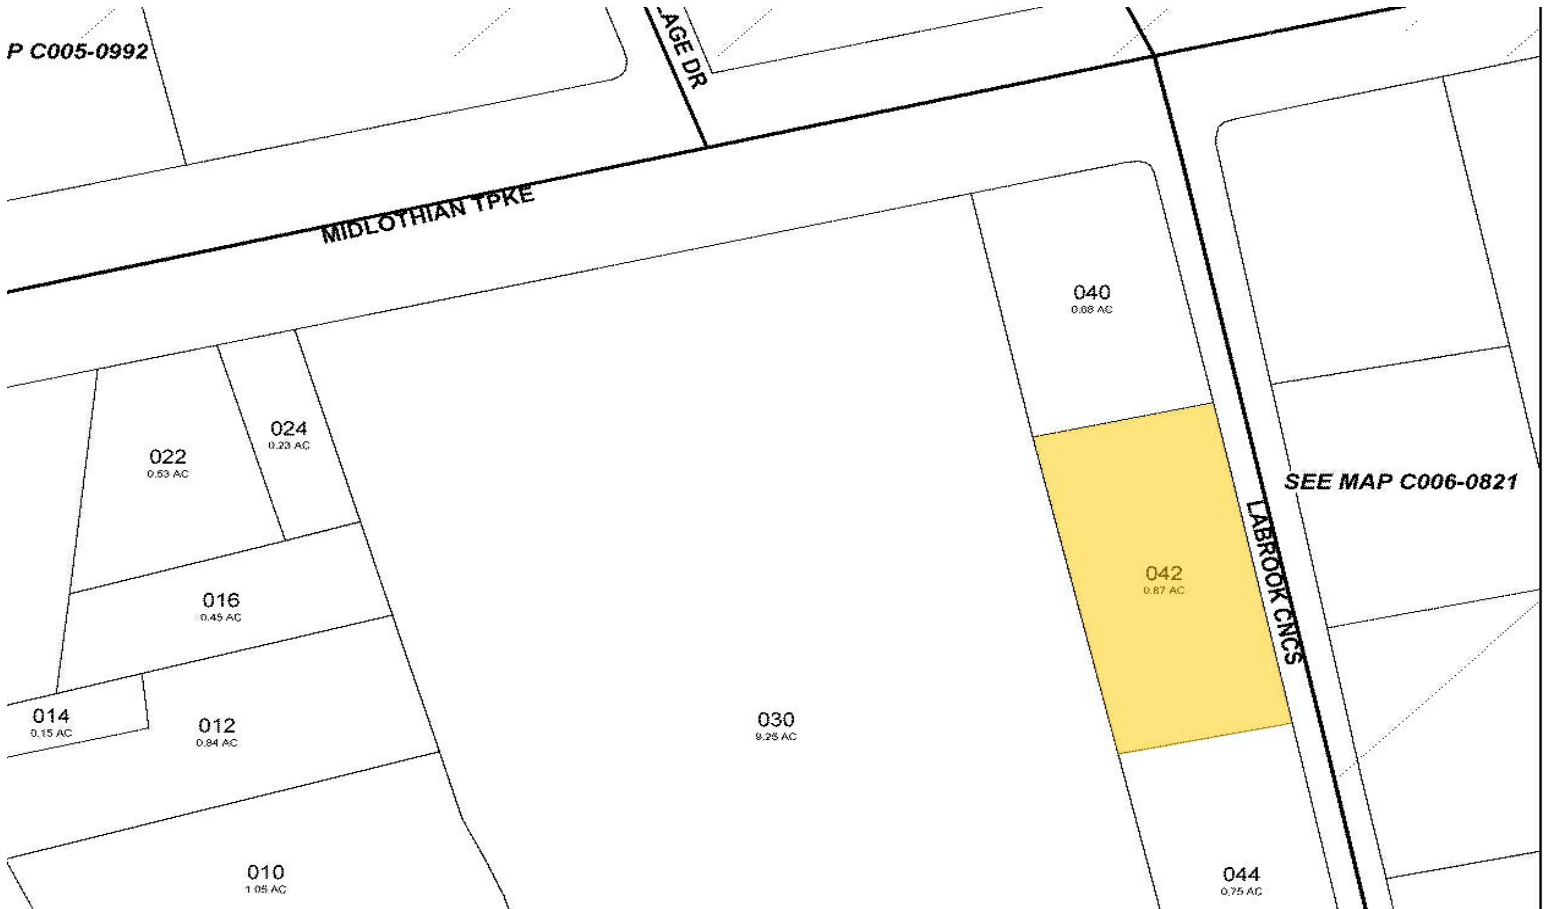 P C005-0992
LAGE DR
MIDLOTHIAN TPKE
040
0.68 AC
024
0.23 AC
022
0.53 AC
SEE MAP C006-0821
LABROOK CNCS
042
0.87 AC
016
0.45 AC
014
0.15 AC
012
0.84 AC
030
9.25 AC
010
1.05 AC
044
0.75 AC